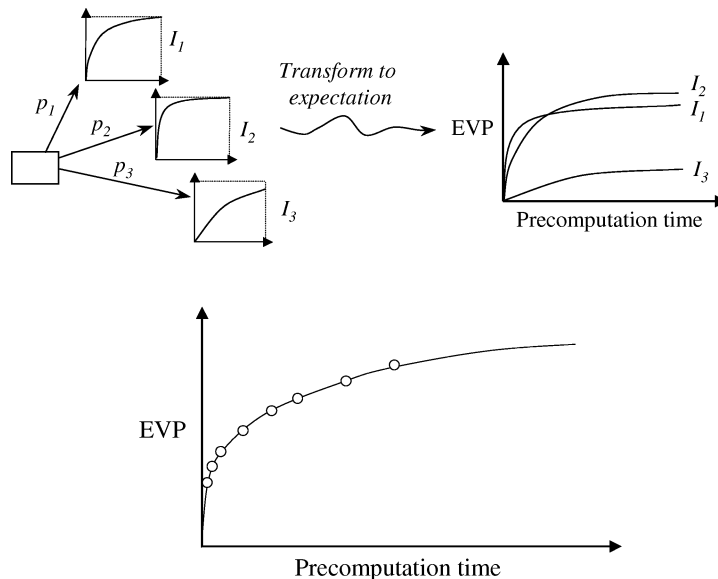 I1
p1
p2
I2
p3
I3
Transform to
expectation
EVP
I2
I1
I3
Precomputation time
EVP
Precomputation time